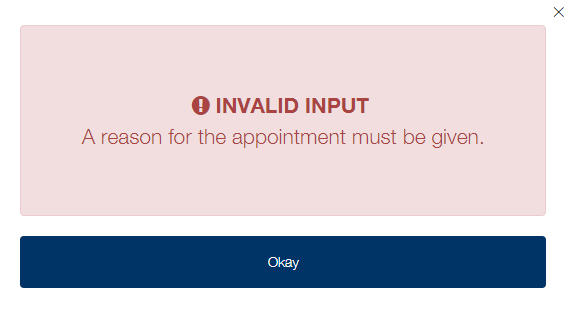 INVALID INPUT
A reason for the appointment must be given.
Okay